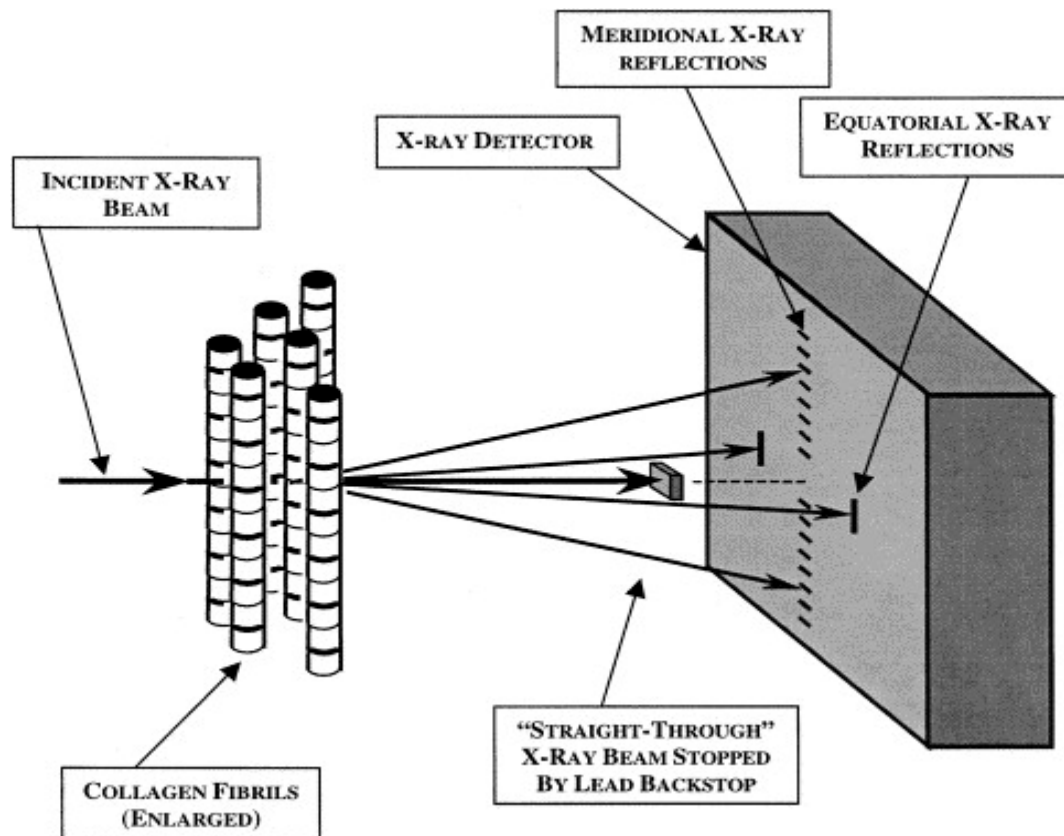 MERIDIONAL X-RAY
REFLECTIONS
X-RAY DETECTOR
EQUATORIAL X-RAY
REFLECTIONS
INCIDENT X-RAY
BEAM
"STRAIGHT-THROUGH"
X-RAY BEAM STOPPED
BY LEAD BACKSTOP
COLLAGEN FIBRILS
(ENLARGED)